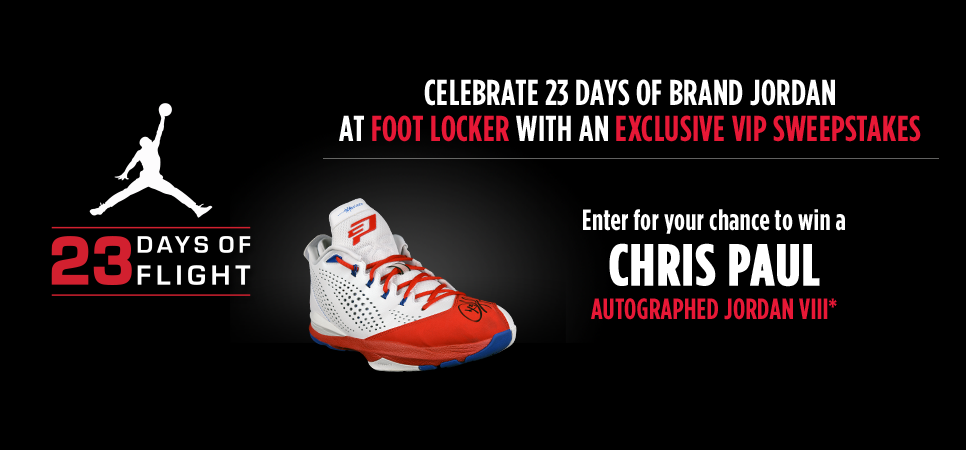 CELEBRATE 23 DAYS OF BRAND JORDAN
AT FOOT LOCKER WITH AN EXCLUSIVE VIP SWEEPSTAKES
23 DAYS OF
FLIGHT
Enter for your chance to win a
CHRIS PAUL
AUTOGRAPHED JORDAN VIII*